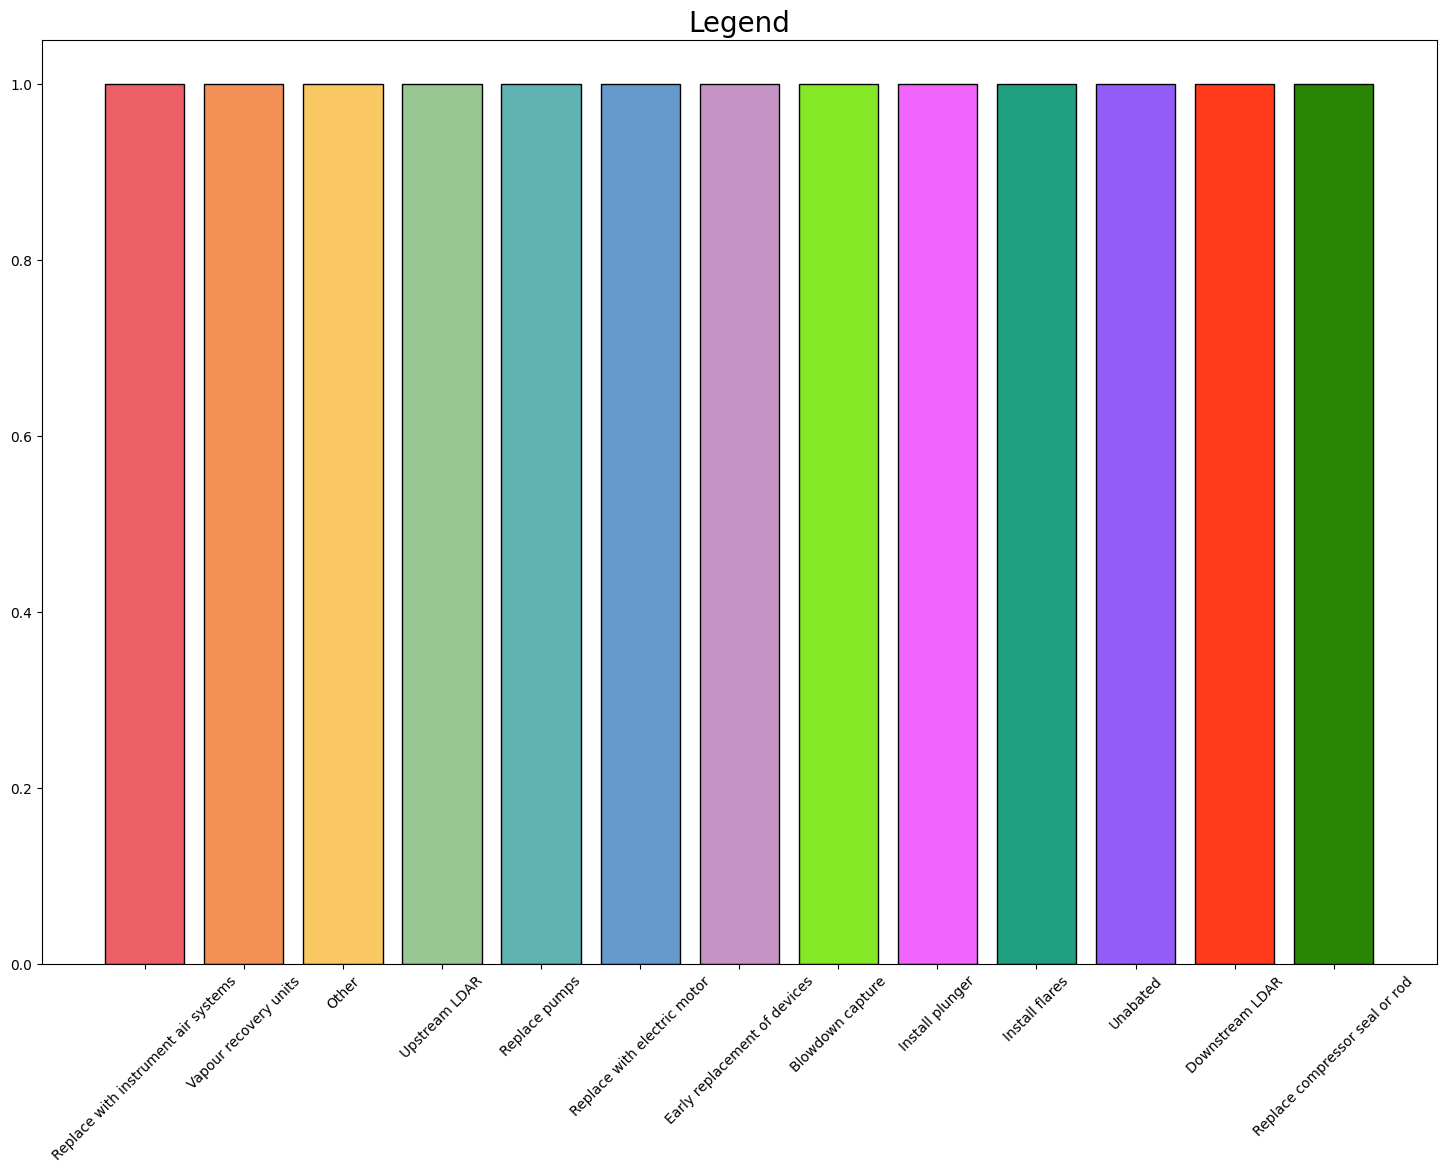 Legend
1.0
0.8
0.6
0.4
0.2
0.0
Replace with instrument air systems
Vapour recovery units
Other
Upstream LDAR
Replace pumps
Replace with electric motor
Early replacement of devices
Blowdown capture
Install plunger
Install flares
Unabated
Downstream LDAR
Replace compressor seal or rod